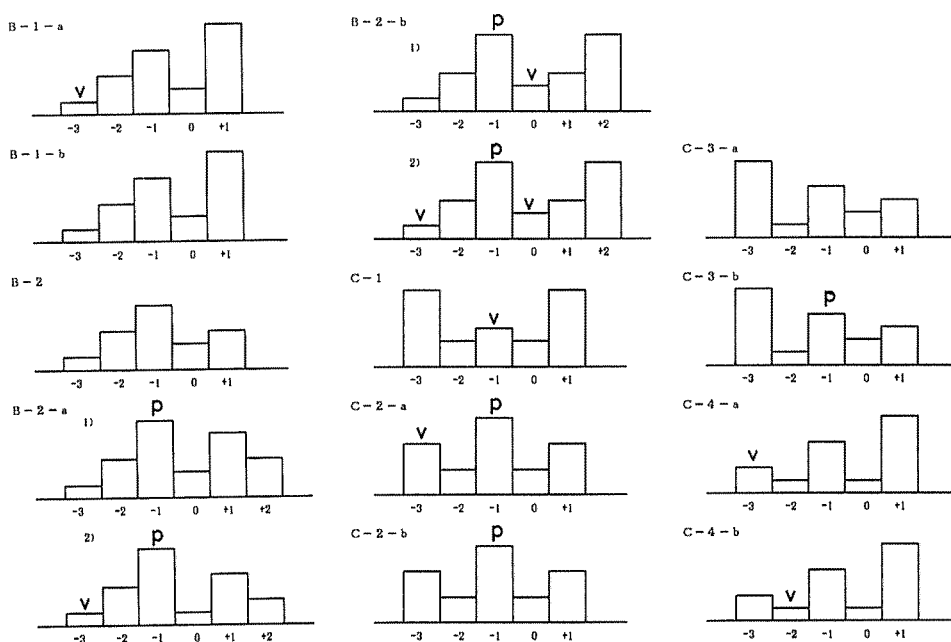 B-1-a
v
-3 -2 -1 0 +1
B-1-b
-3 -2 -1 0 +1
B-2
-3 -2 -1 0 +1
B-2-a
1)
p
-3 -2 -1 0 +1 +2
2)
p
v
-3 -2 -1 0 +1 +2
B-2-b
1)
p
v
-3 -2 -1 0 +1 +2
2)
p
v v
-3 -2 -1 0 +1 +2
C-1
v
-3 -2 -1 0 +1
C-2-a
p
v
-3 -2 -1 0 +1
C-2-b
p
-3 -2 -1 0 +1
C-3-a
-3 -2 -1 0 +1
C-3-b
p
-3 -2 -1 0 +1
C-4-a
v
-3 -2 -1 0 +1
C-4-b
v
-3 -2 -1 0 +1